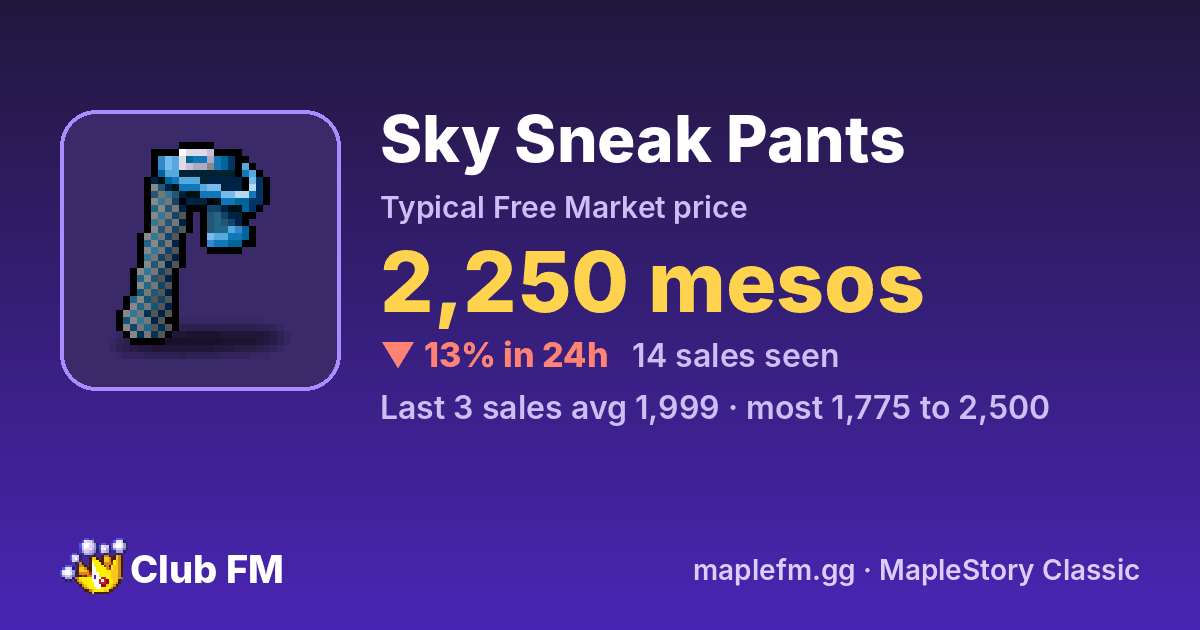 Sky Sneak Pants
Typical Free Market price
2,250 mesos
▼ 13% in 24h 14 sales seen
Last 3 sales avg 1,999 · most 1,775 to 2,500
Club FM
maplefm.gg · MapleStory Classic